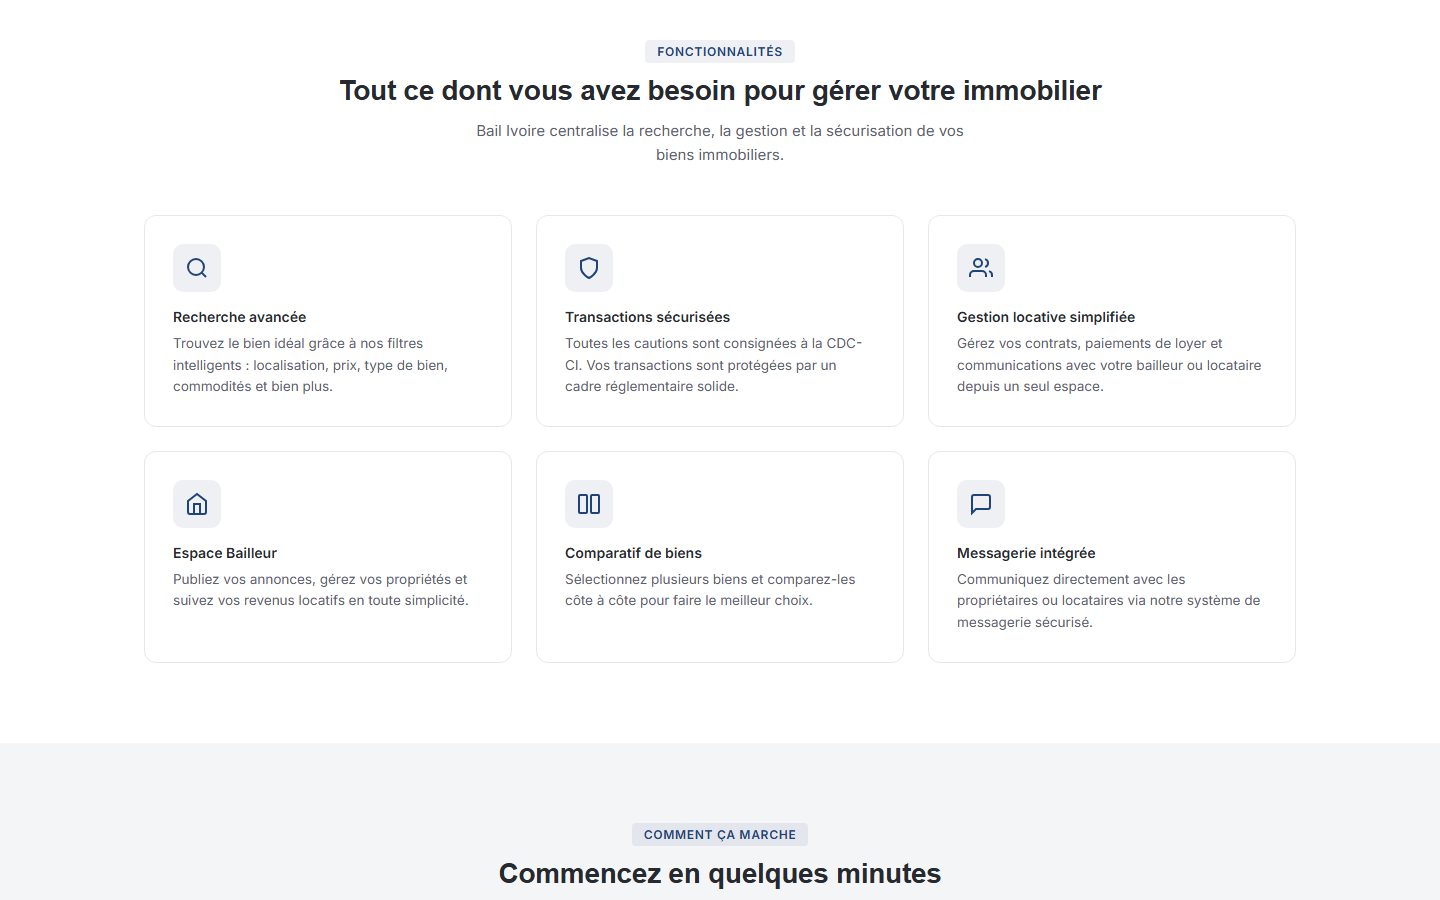 FONCTIONNALITÉS
Tout ce dont vous avez besoin pour gérer votre immobilier
Bail Ivoire centralise la recherche, la gestion et la sécurisation de vos
biens immobiliers.
Recherche avancée
Trouvez le bien idéal grâce à nos filtres
intelligents : localisation, prix, type de bien,
commodités et bien plus.
Transactions sécurisées
Toutes les cautions sont consignées à la CDC-
CI. Vos transactions sont protégées par un
cadre réglementaire solide.
Gestion locative simplifiée
Gérez vos contrats, paiements de loyer et
communications avec votre bailleur ou locataire
depuis un seul espace.
Espace Bailleur
Publiez vos annonces, gérez vos propriétés et
suivez vos revenus locatifs en toute simplicité.
Comparatif de biens
Sélectionnez plusieurs biens et comparez-les
côte à côte pour faire le meilleur choix.
Messagerie intégrée
Communiquez directement avec les
propriétaires ou locataires via notre système de
messagerie sécurisé.
COMMENT ÇA MARCHE
Commencez en quelques minutes